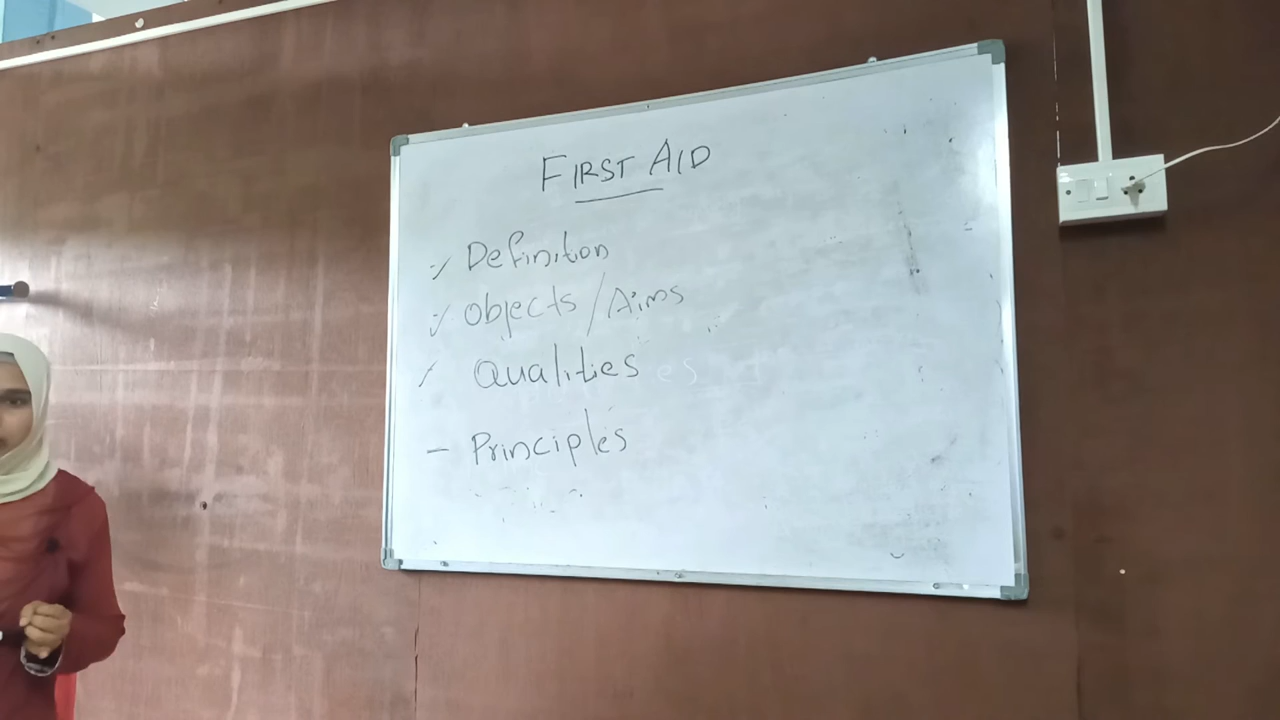 FIRST AID
Definition
Objects/Aims
Qualities
- Principles